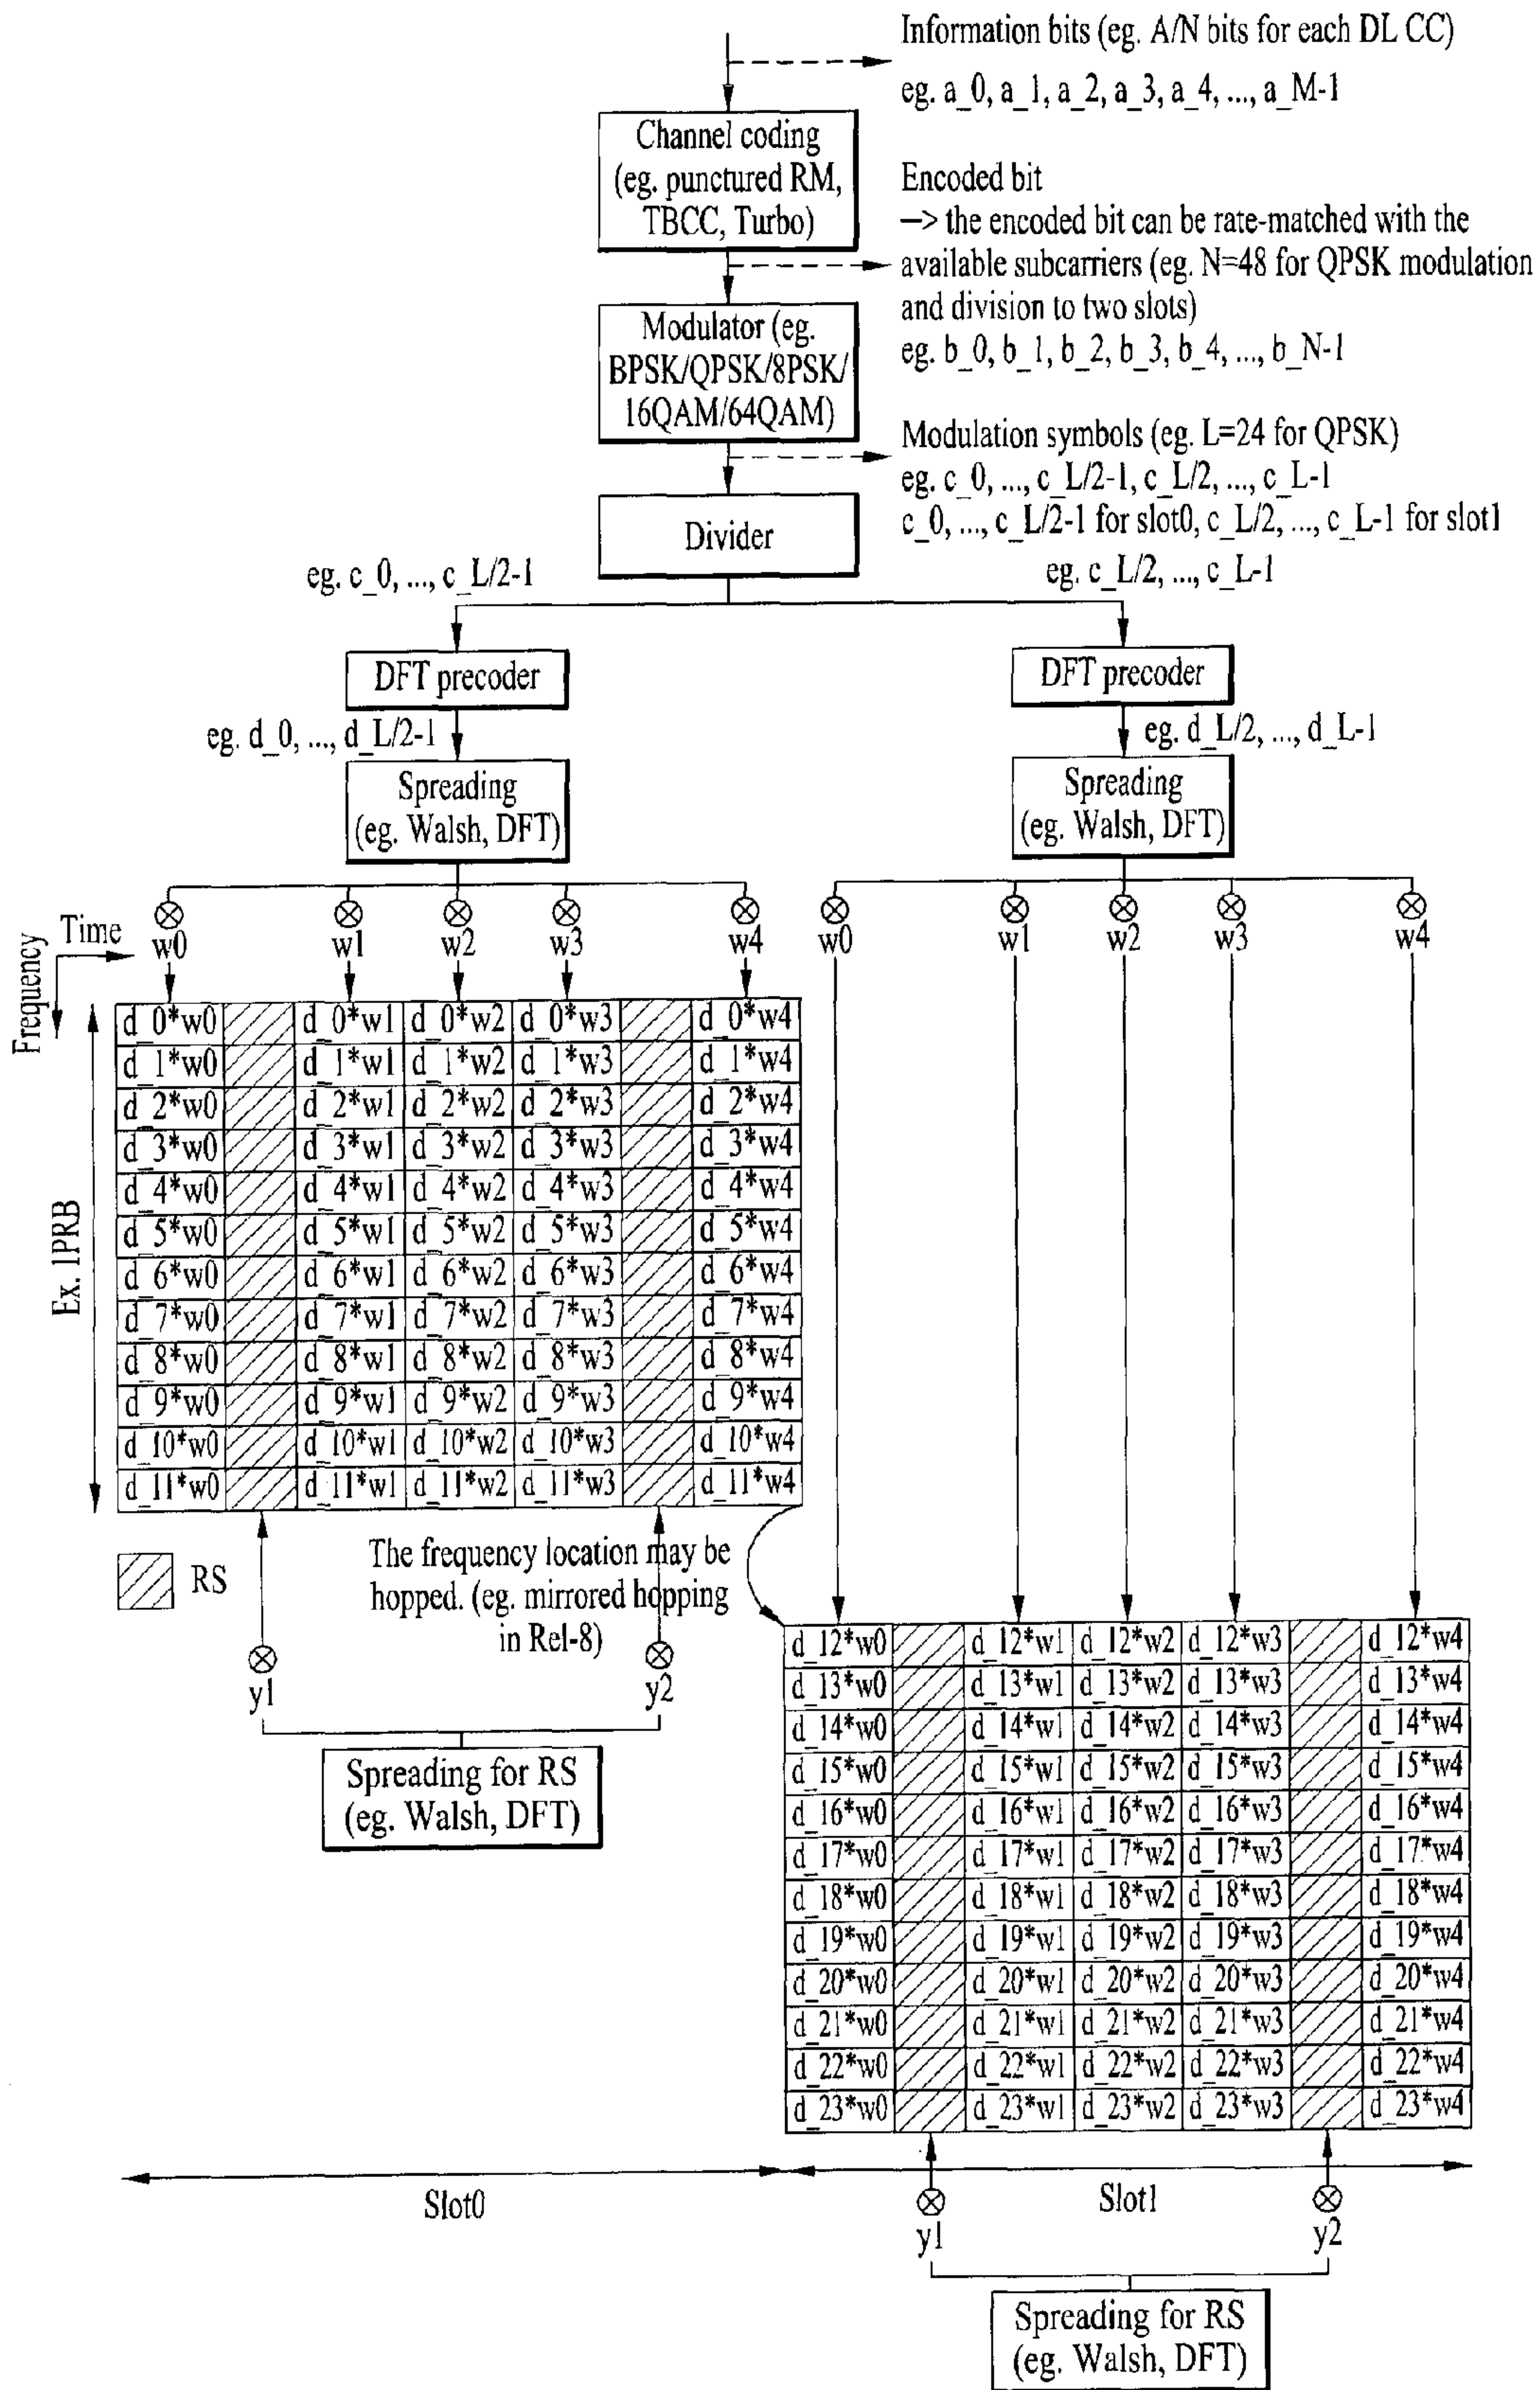 Information bits (eg. A/N bits for each DL CC)
eg. a_0, a_1, a_2, a_3, a_4, ..., a_M-1
Channel coding
(eg. punctured RM,
TBCC, Turbo)
Encoded bit
—> the encoded bit can be rate-matched with the
available subcarriers (eg. N=48 for QPSK modulation
and division to two slots)
eg. b_0, b_1, b_2, b_3, b_4, ..., b_N-1
Modulator (eg.
BPSK/QPSK/8PSK/
16QAM/64QAM)
Modulation symbols (eg. L=24 for QPSK)
eg. c_0, ..., c_L/2-1, c_L/2, ..., c_L-1
c_0, ..., c_L/2-1 for slot0, c_L/2, ..., c_L-1 for slot1
Divider
eg. c_0, ..., c_L/2-1
eg. c_L/2, ..., c_L-1
DFT precoder
DFT precoder
eg. d_0, ..., d_L/2-1
eg. d_L/2, ..., d_L-1
Spreading
(eg. Walsh, DFT)
Spreading
(eg. Walsh, DFT)
Time
Frequency
w0 w1 w2 w3 w4 w0 w1 w2 w3 w4
d_0*w0 d_0*w1 d_0*w2 d_0*w3 d_0*w4
d_1*w0 d_1*w1 d_1*w2 d_1*w3 d_1*w4
d_2*w0 d_2*w1 d_2*w2 d_2*w3 d_2*w4
d_3*w0 d_3*w1 d_3*w2 d_3*w3 d_3*w4
d_4*w0 d_4*w1 d_4*w2 d_4*w3 d_4*w4
d_5*w0 d_5*w1 d_5*w2 d_5*w3 d_5*w4
d_6*w0 d_6*w1 d_6*w2 d_6*w3 d_6*w4
d_7*w0 d_7*w1 d_7*w2 d_7*w3 d_7*w4
d_8*w0 d_8*w1 d_8*w2 d_8*w3 d_8*w4
d_9*w0 d_9*w1 d_9*w2 d_9*w3 d_9*w4
d_10*w0 d_10*w1 d_10*w2 d_10*w3 d_10*w4
d_11*w0 d_11*w1 d_11*w2 d_11*w3 d_11*w4
Ex. 1PRB
RS
The frequency location may be
hopped. (eg. mirrored hopping
in Rel-8)
y1 y2
Spreading for RS
(eg. Walsh, DFT)
d_12*w0 d_12*w1 d_12*w2 d_12*w3 d_12*w4
d_13*w0 d_13*w1 d_13*w2 d_13*w3 d_13*w4
d_14*w0 d_14*w1 d_14*w2 d_14*w3 d_14*w4
d_15*w0 d_15*w1 d_15*w2 d_15*w3 d_15*w4
d_16*w0 d_16*w1 d_16*w2 d_16*w3 d_16*w4
d_17*w0 d_17*w1 d_17*w2 d_17*w3 d_17*w4
d_18*w0 d_18*w1 d_18*w2 d_18*w3 d_18*w4
d_19*w0 d_19*w1 d_19*w2 d_19*w3 d_19*w4
d_20*w0 d_20*w1 d_20*w2 d_20*w3 d_20*w4
d_21*w0 d_21*w1 d_21*w2 d_21*w3 d_21*w4
d_22*w0 d_22*w1 d_22*w2 d_22*w3 d_22*w4
d_23*w0 d_23*w1 d_23*w2 d_23*w3 d_23*w4
Slot0
Slot1
y1 y2
Spreading for RS
(eg. Walsh, DFT)